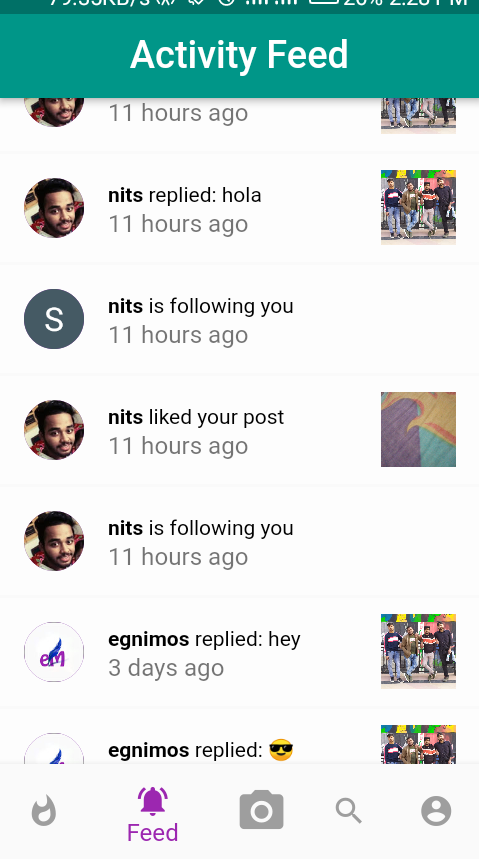 Activity Feed
11 hours ago
nits replied: hola
11 hours ago
S
nits is following you
11 hours ago
nits liked your post
11 hours ago
nits is following you
11 hours ago
eM
egnimos replied: hey
3 days ago
egnimos replied: 😎
Feed